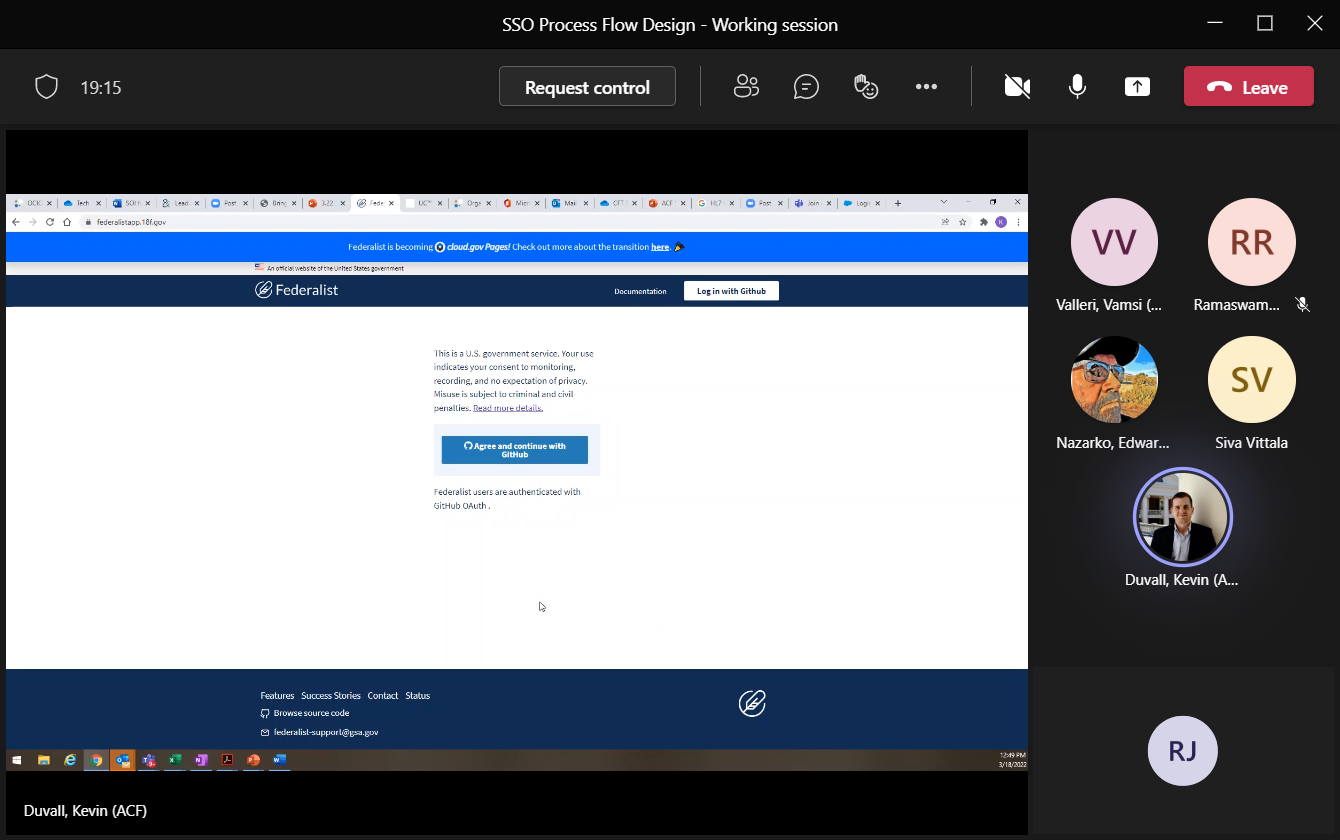 SSO Process Flow Design - Working session
19:15
Request control
Leave
OCK
Tech
SOI H
Lead
Post
Bring
3-22
Fede
UC
Orga
Micr
Mail
CFT
ACF
HL7
Post
Join
Logi
federalistapp.18f.gov
K
Federalist is becoming cloud.gov Pages! Check out more about the transition here.
An official website of the United States government
Federalist
Documentation
Log in with Github
This is a U.S. government service. Your use
indicates your consent to monitoring,
recording, and no expectation of privacy.
Misuse is subject to criminal and civil
penalties. Read more details.
Agree and continue with
GitHub
Federalist users are authenticated with
GitHub OAuth .
Features Success Stories Contact Status
Browse source code
federalist-support@gsa.gov
12:49 PM
3/18/2022
Duvall, Kevin (ACF)
VV
RR
Valleri, Vamsi (...
Ramaswam...
SV
Nazarko, Edwar...
Siva Vittala
Duvall, Kevin (A...
RJ